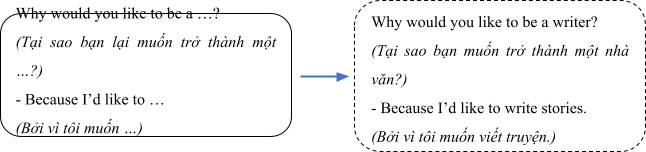 Why would you like to be a …?
(Tại sao bạn lại muốn trở thành một
…?)
- Because I’d like to …
(Bởi vì tôi muốn …)
Why would you like to be a writer?
(Tại sao bạn muốn trở thành một nhà
văn?)
- Because I’d like to write stories.
(Bởi vì tôi muốn viết truyện.)